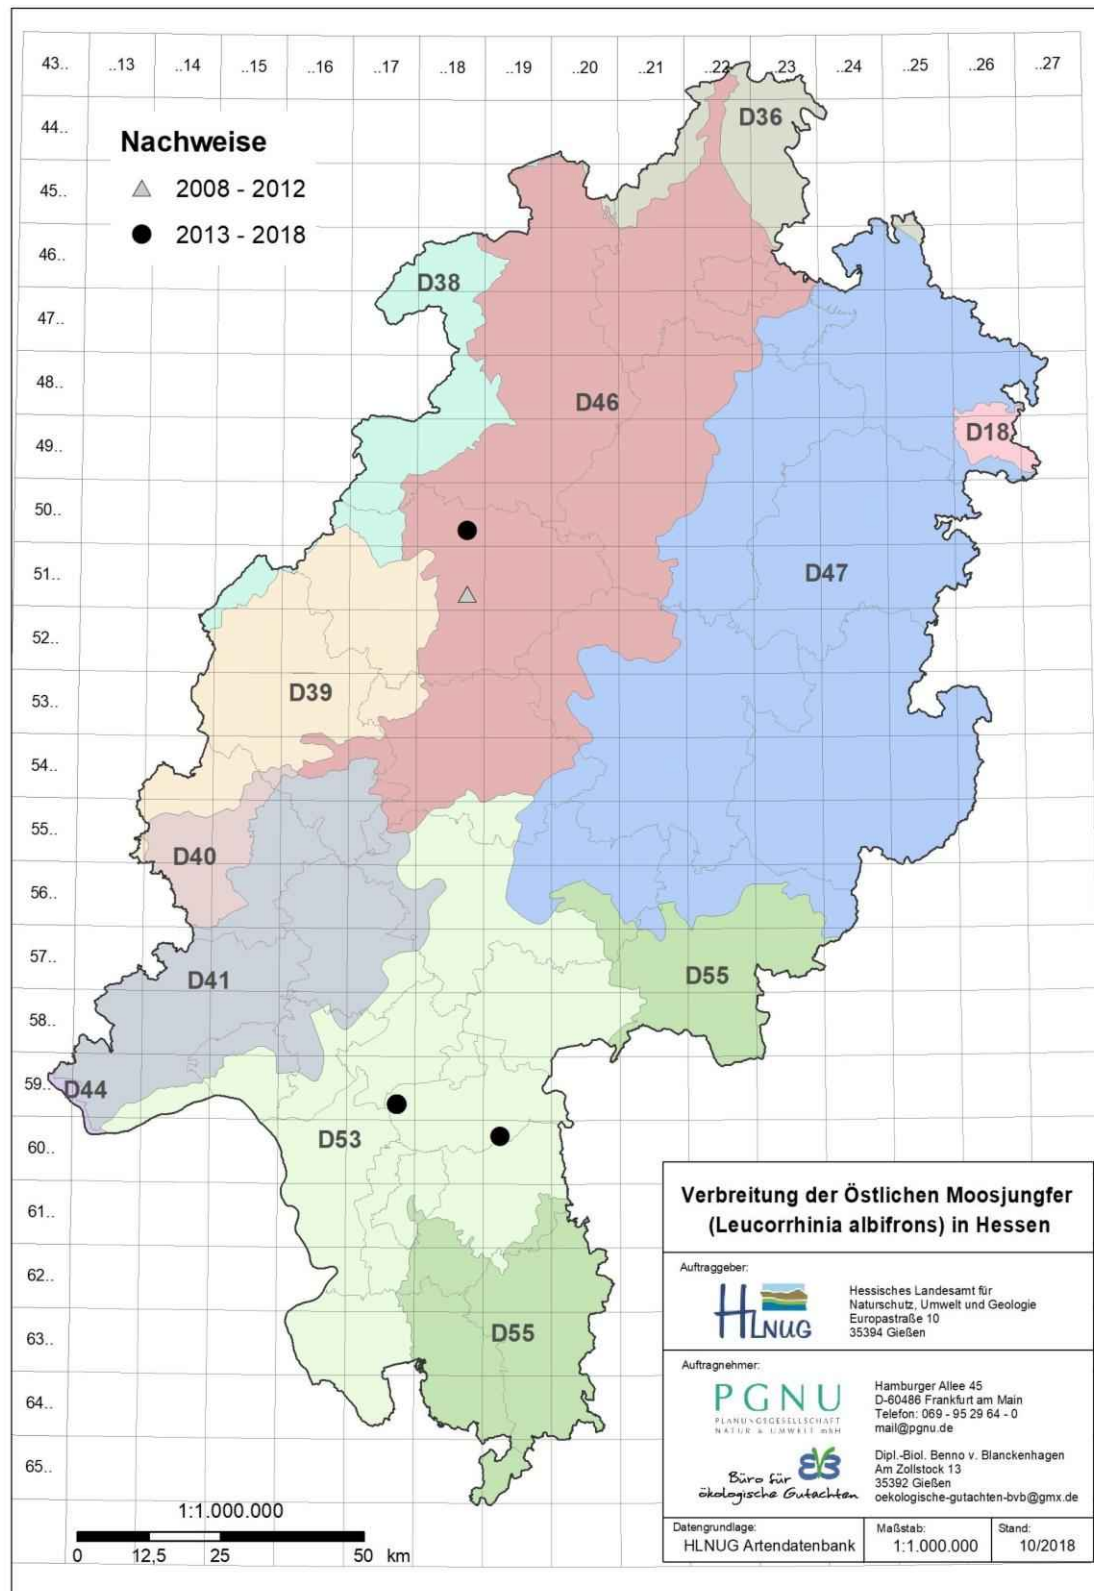 43.. ..13 ..14 ..15 ..16 ..17 ..18 ..19 ..20 ..21 ..22 ..23 ..24 ..25 ..26 ..27
44..
45..
46..
47..
48..
49..
50..
51..
52..
53..
54..
55..
56..
57..
58..
59..
60..
61..
62..
63..
64..
65..
Nachweise
2008 - 2012
2013 - 2018
D36
D38
D46
D18
D47
D39
D40
D41
D55
D44
D53
D55
1:1.000.000
0 12,5 25 50 km
Verbreitung der Östlichen Moosjungfer
(Leucorrhinia albifrons) in Hessen
Auftraggeber:
HLNUG
Hessisches Landesamt für
Naturschutz, Umwelt und Geologie
Europastraße 10
35394 Gießen
Auftragnehmer:
PGNU
PLANUNGSGESELLSCHAFT
NATUR & UMWELT mbH
Hamburger Allee 45
D-60486 Frankfurt am Main
Telefon: 069 - 95 29 64 - 0
mail@pgnu.de
BVB
Büro für
ökologische Gutachten
Dipl.-Biol. Benno v. Blanckenhagen
Am Zollstock 13
35392 Gießen
oekologische-gutachten-bvb@gmx.de
Datengrundlage:
HLNUG Artendatenbank
Maßstab:
1:1.000.000
Stand:
10/2018